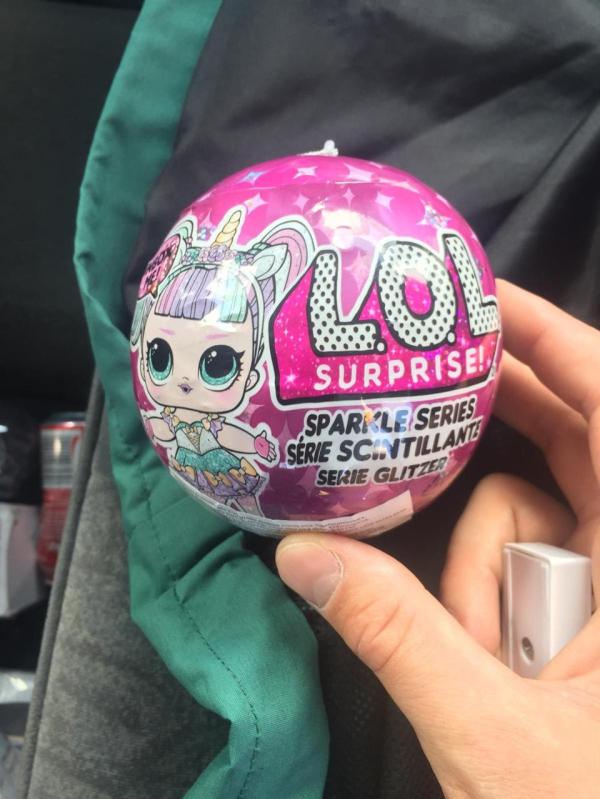 L.O.L.
SURPRISE!
SPARKLE SERIES
SÉRIE SCINTILLANTE
SERIE GLITZER